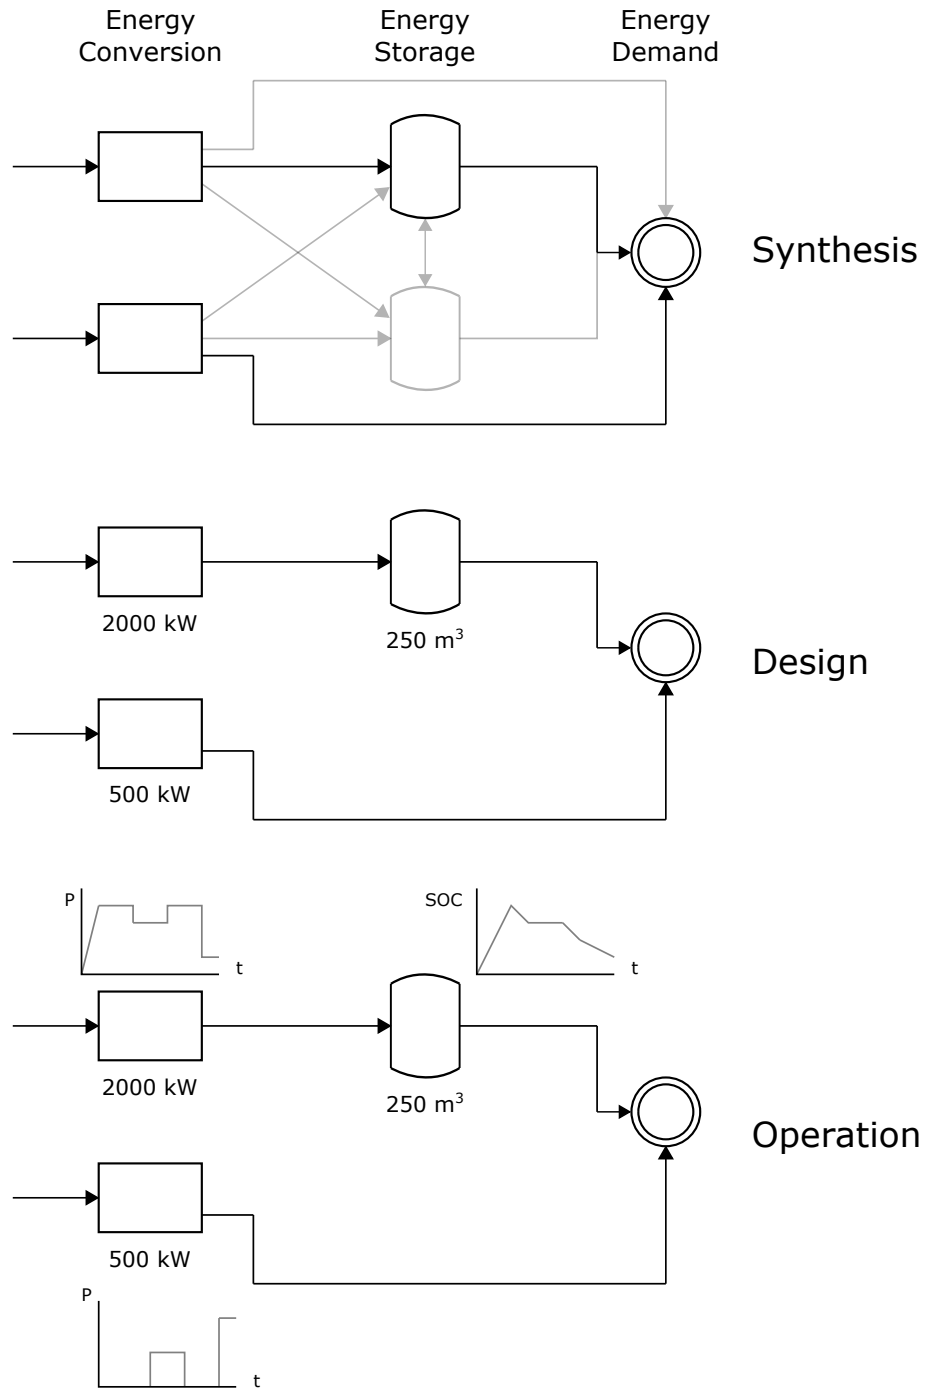 Energy
Conversion
Energy
Storage
Energy
Demand
Synthesis
2000 kW
250 m³
Design
500 kW
P
t
SOC
t
2000 kW
250 m³
Operation
500 kW
P
t